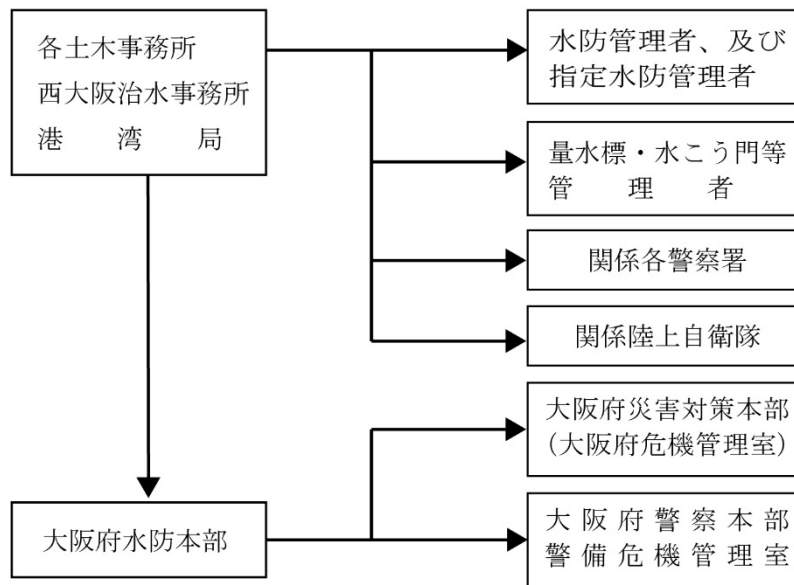 各土木事務所
西大阪治水事務所
港湾局
水防管理者、及び
指定水防管理者
量水標・水こう門等
管理者
関係各警察署
関係陸上自衛隊
大阪府災害対策本部
(大阪府危機管理室)
大阪府水防本部
大阪府警察本部
警備危機管理室